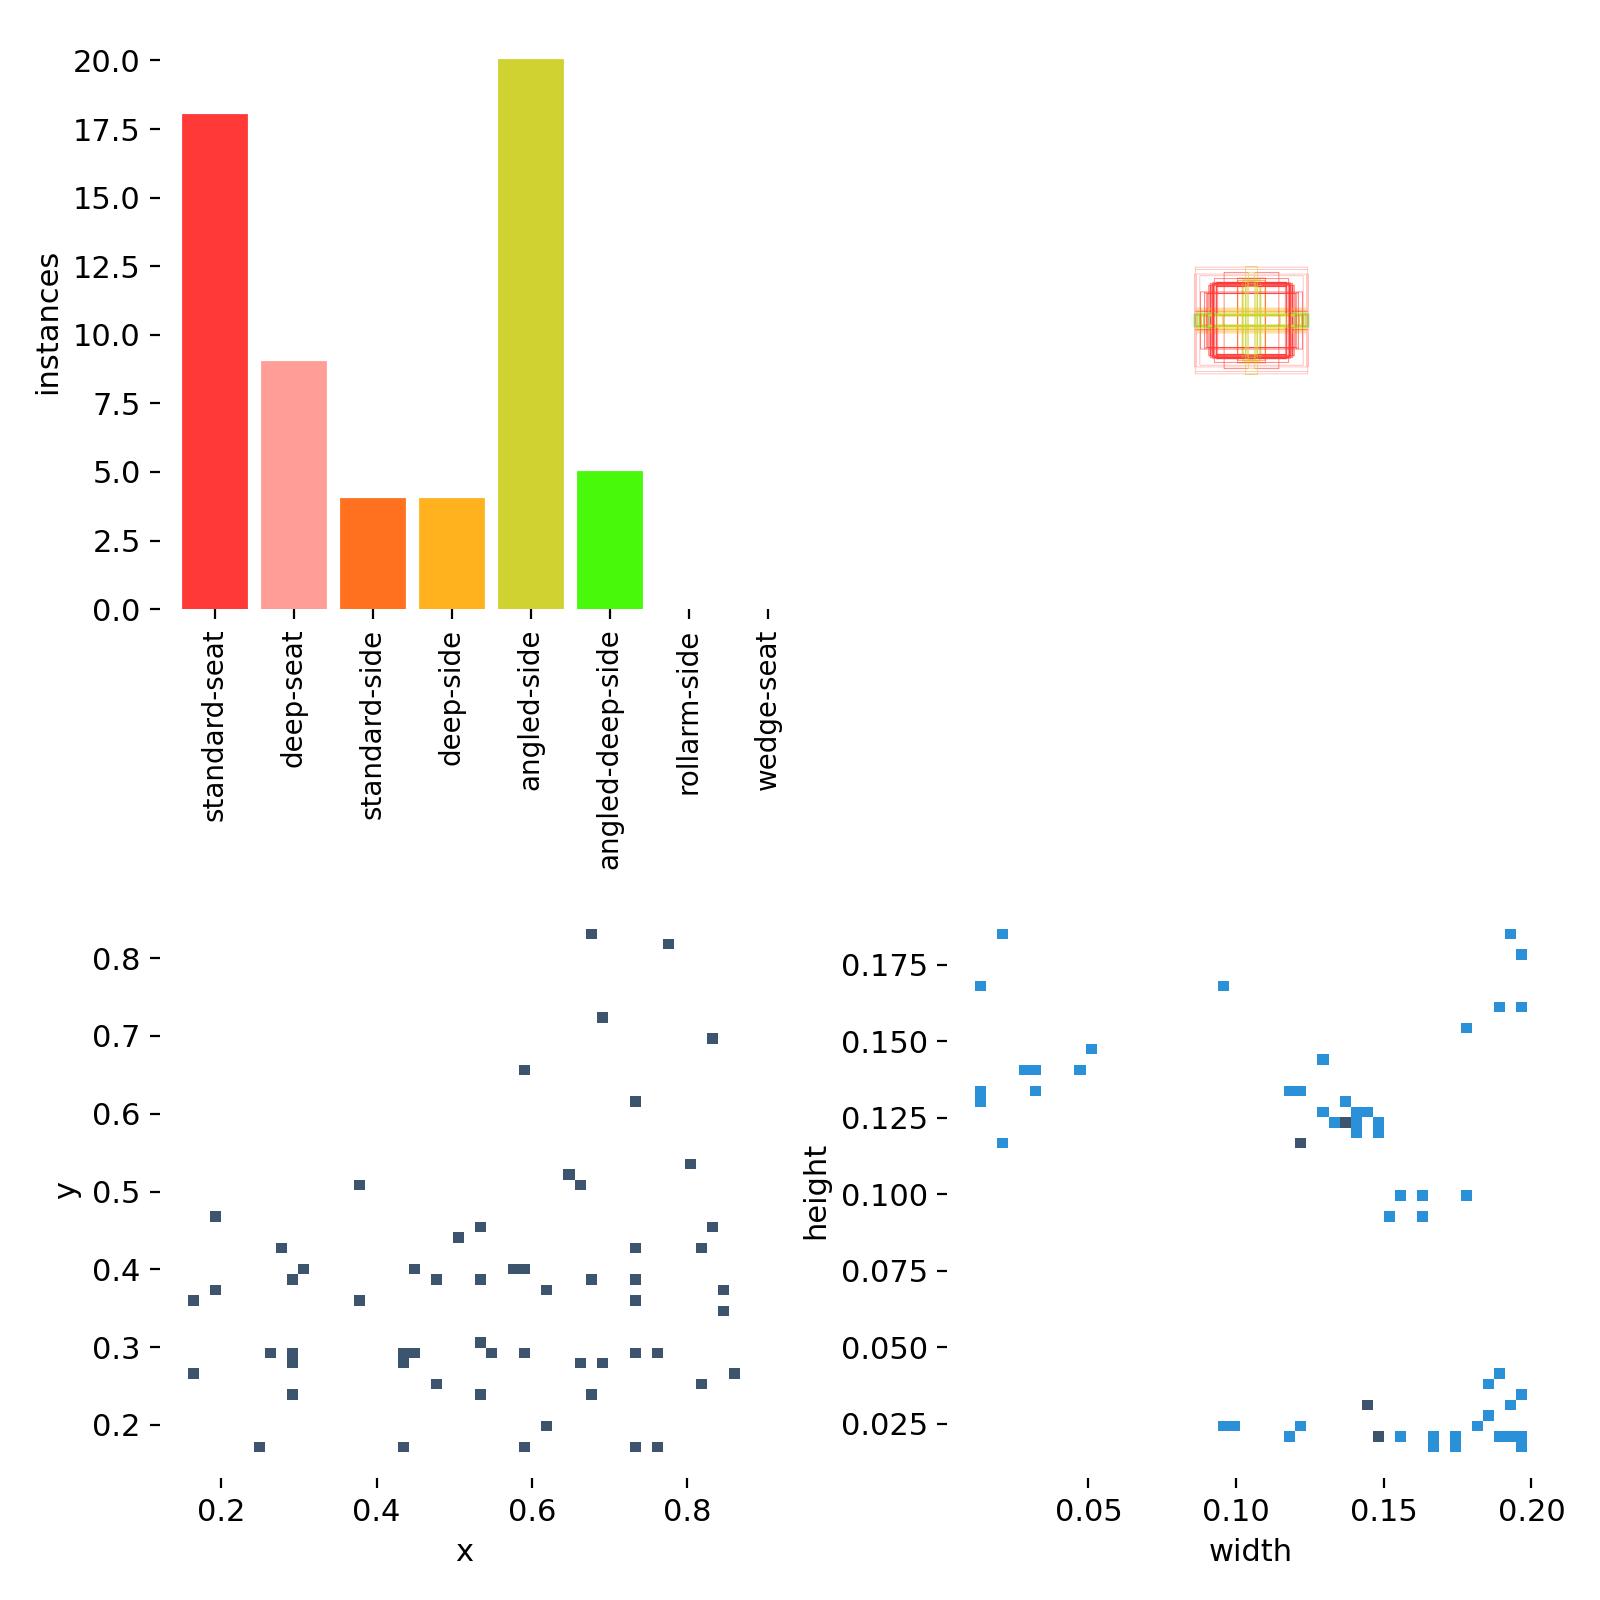 20.0
17.5
15.0
12.5
10.0
7.5
5.0
2.5
0.0
instances
standard-seat
deep-seat
standard-side
deep-side
angled-side
angled-deep-side
rollarm-side
wedge-seat
0.8
0.7
0.6
0.5
0.4
0.3
0.2
y
0.2 0.4 0.6 0.8
x
0.175
0.150
0.125
0.100
0.075
0.050
0.025
height
0.05 0.10 0.15 0.20
width